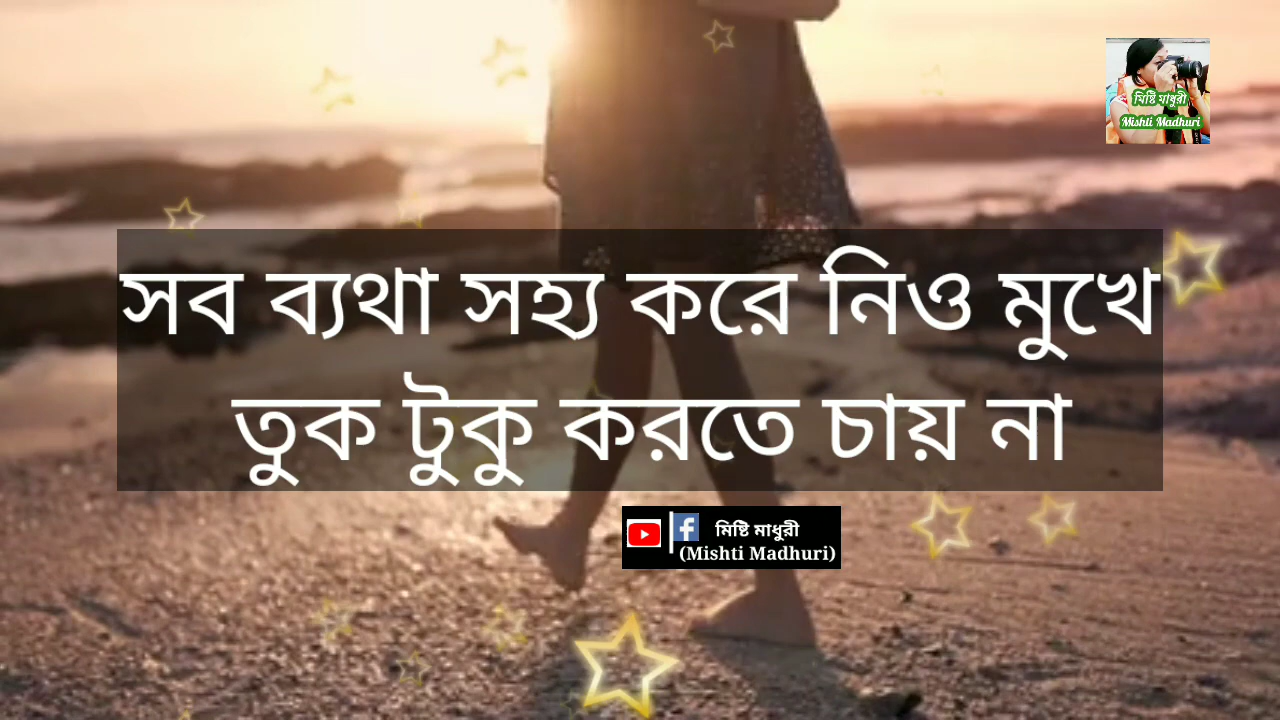 মিষ্টি মাধুরী
Mishti Madhuri
সব ব্যথা সহ্য করে নিও মুখে
তুক টুকু করতে চায় না
মিষ্টি মাধুরী
(Mishti Madhuri)